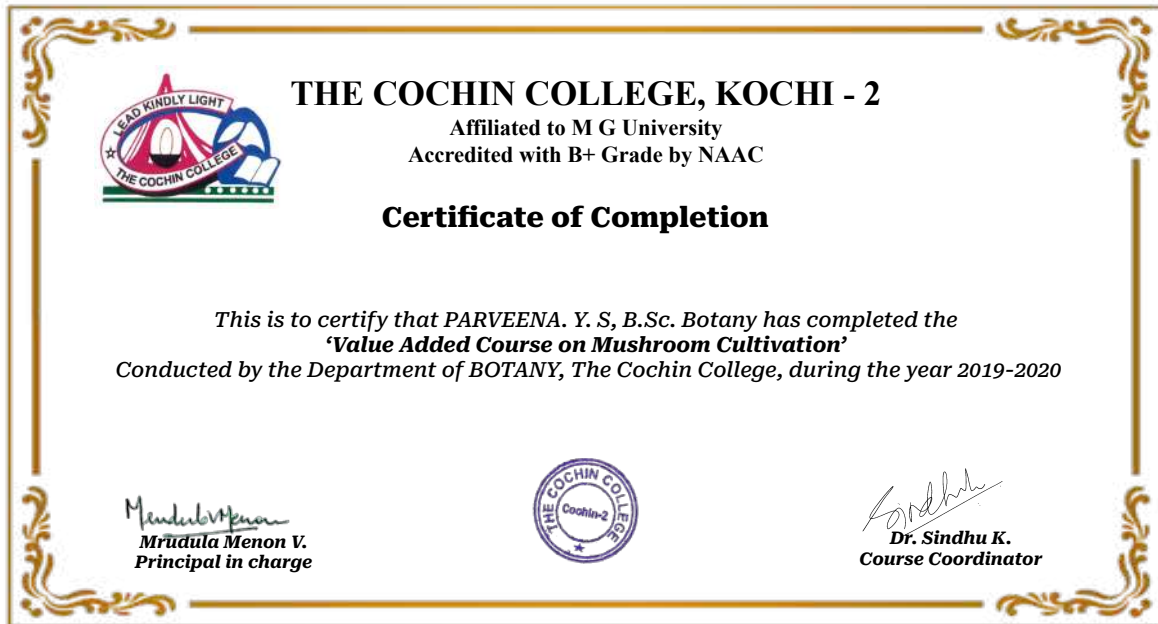 LEAD KINDLY LIGHT
THE COCHIN COLLEGE
THE COCHIN COLLEGE, KOCHI - 2
Affiliated to M G University
Accredited with B+ Grade by NAAC
Certificate of Completion
This is to certify that PARVEENA. Y. S, B.Sc. Botany has completed the
‘Value Added Course on Mushroom Cultivation’
Conducted by the Department of BOTANY, The Cochin College, during the year 2019-2020
THE COCHIN COLLEGE
Cochin-2
Mrudula Menon V.
Principal in charge
Sindhu
Dr. Sindhu K.
Course Coordinator